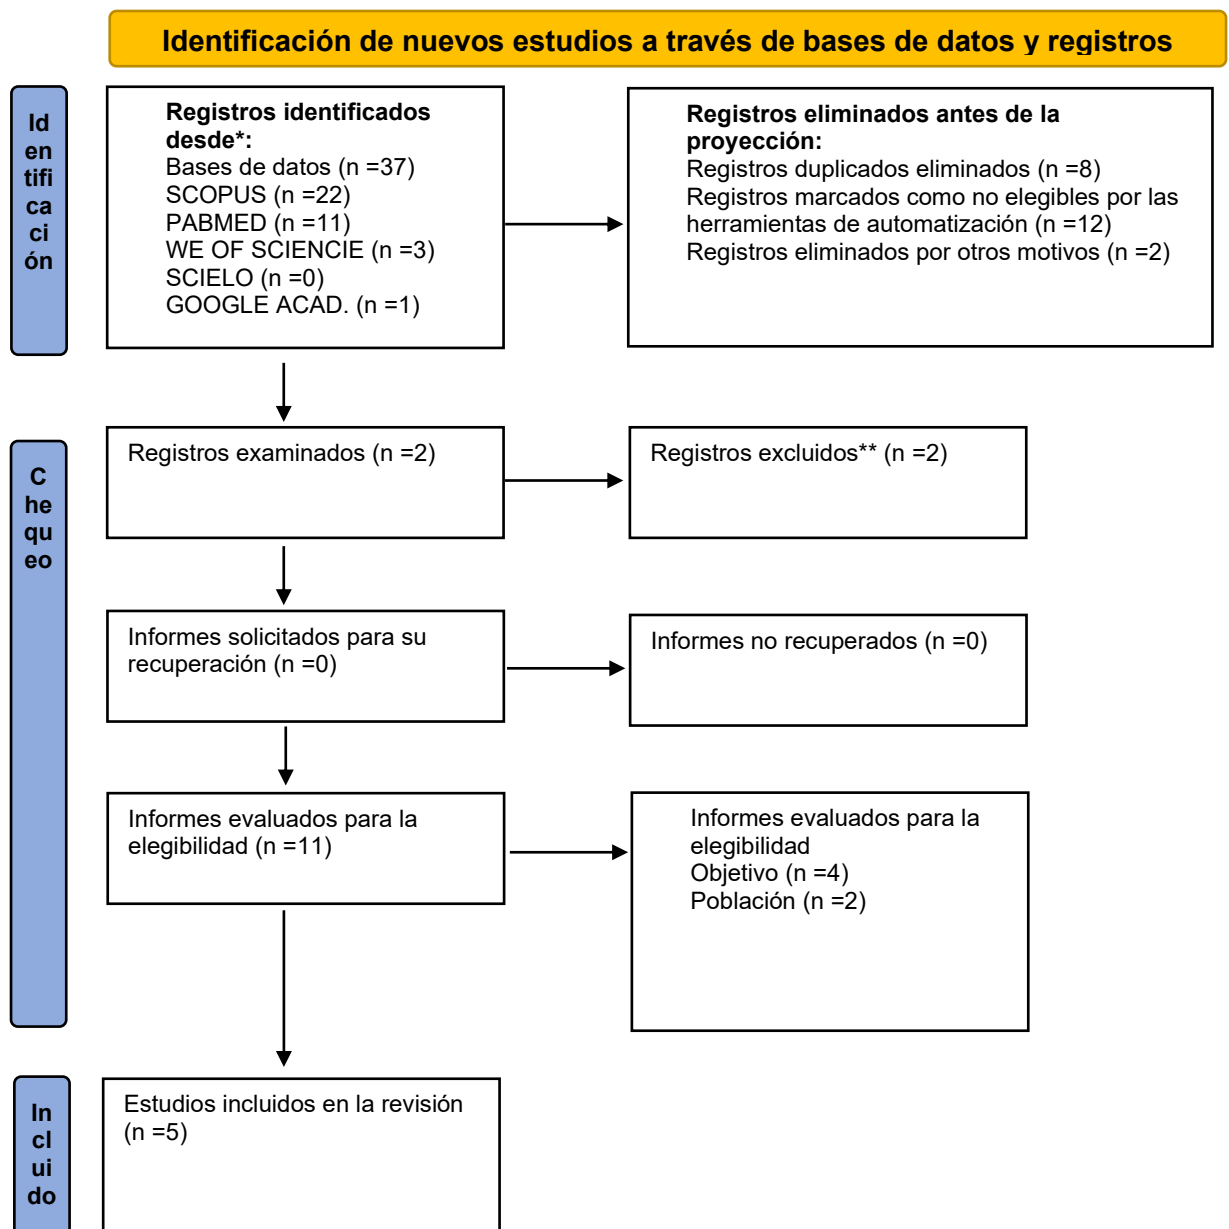 Identificación de nuevos estudios a través de bases de datos y registros
Id
en
tifi
ca
ci
ón
Registros identificados
desde*:
Bases de datos (n =37)
SCOPUS (n =22)
PABMED (n =11)
WE OF SCIENCIE (n =3)
SCIELO (n =0)
GOOGLE ACAD. (n =1)
Registros eliminados antes de la
proyección:
Registros duplicados eliminados (n =8)
Registros marcados como no elegibles por las
herramientas de automatización (n =12)
Registros eliminados por otros motivos (n =2)
C
he
qu
eo
Registros examinados (n =2)
Registros excluidos** (n =2)
Informes solicitados para su
recuperación (n =0)
Informes no recuperados (n =0)
Informes evaluados para la
elegibilidad (n =11)
Informes evaluados para la
elegibilidad
Objetivo (n =4)
Población (n =2)
In
cl
ui
do
Estudios incluidos en la revisión
(n =5)